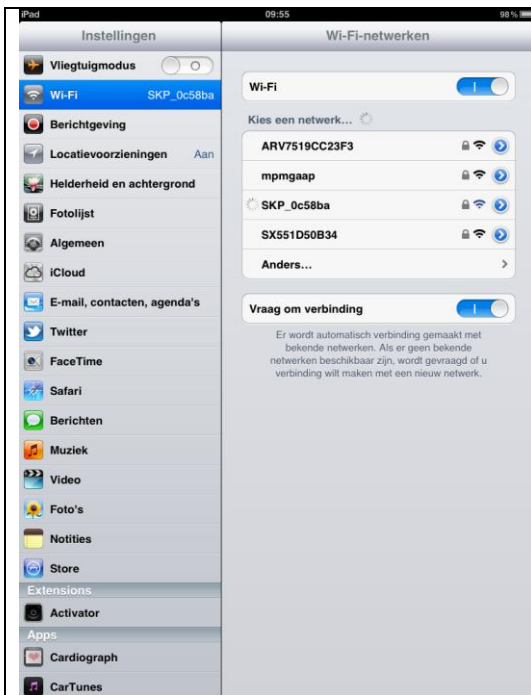 iPad 09:55 98%
Instellingen
Vliegtuigmodus
Wi-Fi SKP_0c58ba
Berichtgeving
Locatievoorzieningen Aan
Helderheid en achtergrond
Fotolijst
Algemeen
iCloud
E-mail, contacten, agenda's
Twitter
FaceTime
Safari
Berichten
Muziek
Video
Foto's
Notities
Store
Extensions
Activator
Apps
Cardiograph
CarTunes
Wi-Fi-netwerken
Wi-Fi
Kies een netwerk...
ARV7519CC23F3
mpmgaap
SKP_0c58ba
SX551D50B34
Anders...
Vraag om verbinding
Er wordt automatisch verbinding gemaakt met
bekende netwerken. Als er geen bekende
netwerken beschikbaar zijn, wordt gevraagd of u
verbinding wilt maken met een nieuw netwerk.